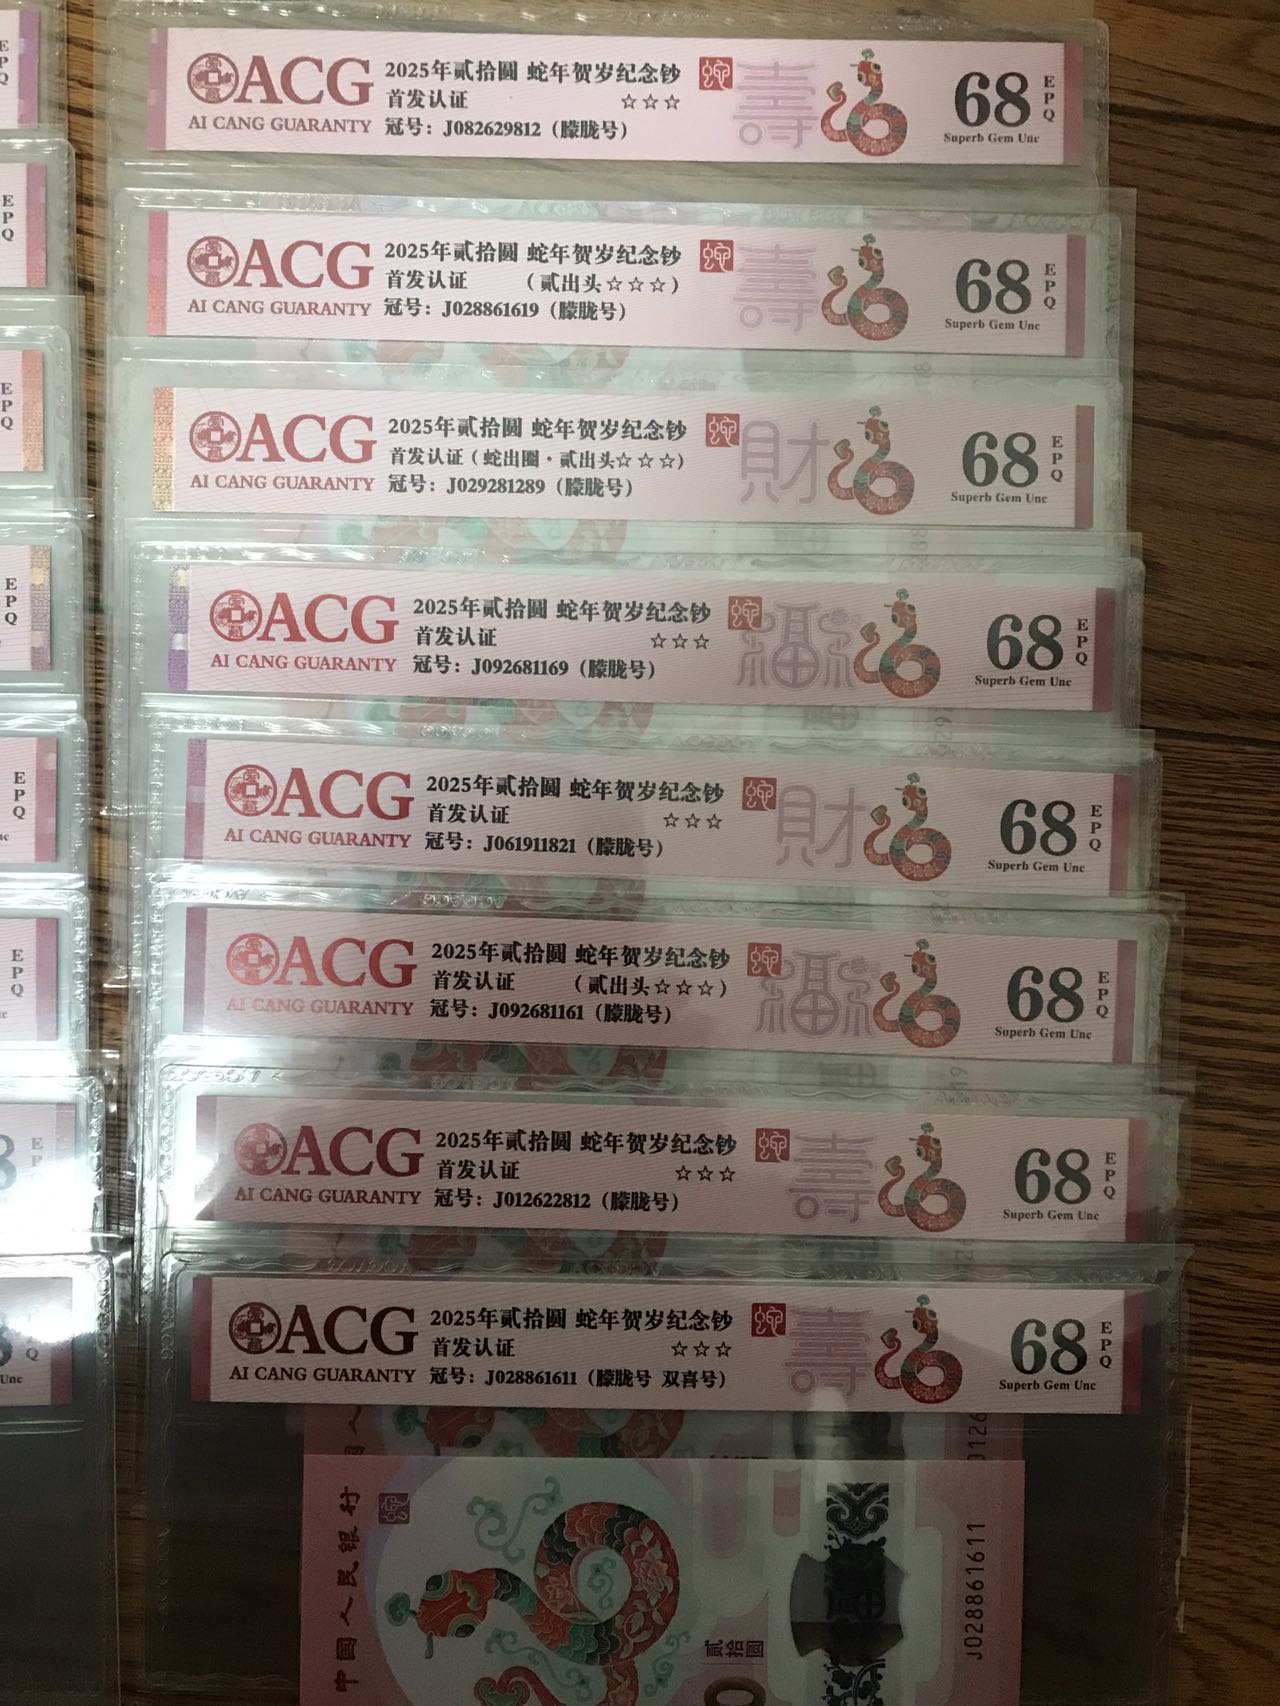 ACG
AI CANG GUARANTY
2025年贰拾圆 蛇年贺岁纪念钞
首发认证 ☆☆☆
冠号：J082629812（朦胧号）
壽
68
EPQ
Superb Gem Unc
ACG
AI CANG GUARANTY
2025年贰拾圆 蛇年贺岁纪念钞
首发认证 （贰出头☆☆☆）
冠号：J028861619（朦胧号）
壽
68
EPQ
Superb Gem Unc
ACG
AI CANG GUARANTY
2025年贰拾圆 蛇年贺岁纪念钞
首发认证（蛇出圈·贰出头☆☆☆）
冠号：J029281289（朦胧号）
財
68
EPQ
Superb Gem Unc
ACG
AI CANG GUARANTY
2025年贰拾圆 蛇年贺岁纪念钞
首发认证 ☆☆☆
冠号：J092681169（朦胧号）
福
68
EPQ
Superb Gem Unc
ACG
AI CANG GUARANTY
2025年贰拾圆 蛇年贺岁纪念钞
首发认证 ☆☆☆
冠号：J061911821（朦胧号）
財
68
EPQ
Superb Gem Unc
ACG
AI CANG GUARANTY
2025年贰拾圆 蛇年贺岁纪念钞
首发认证 （贰出头☆☆☆）
冠号：J092681161（朦胧号）
福
68
EPQ
Superb Gem Unc
ACG
AI CANG GUARANTY
2025年贰拾圆 蛇年贺岁纪念钞
首发认证 ☆☆☆
冠号：J012622812（朦胧号）
壽
68
EPQ
Superb Gem Unc
ACG
AI CANG GUARANTY
2025年贰拾圆 蛇年贺岁纪念钞
首发认证 ☆☆☆
冠号：J028861611（朦胧号 双喜号）
壽
68
EPQ
Superb Gem Unc
中国人民銀行
贰拾圓
J028861611